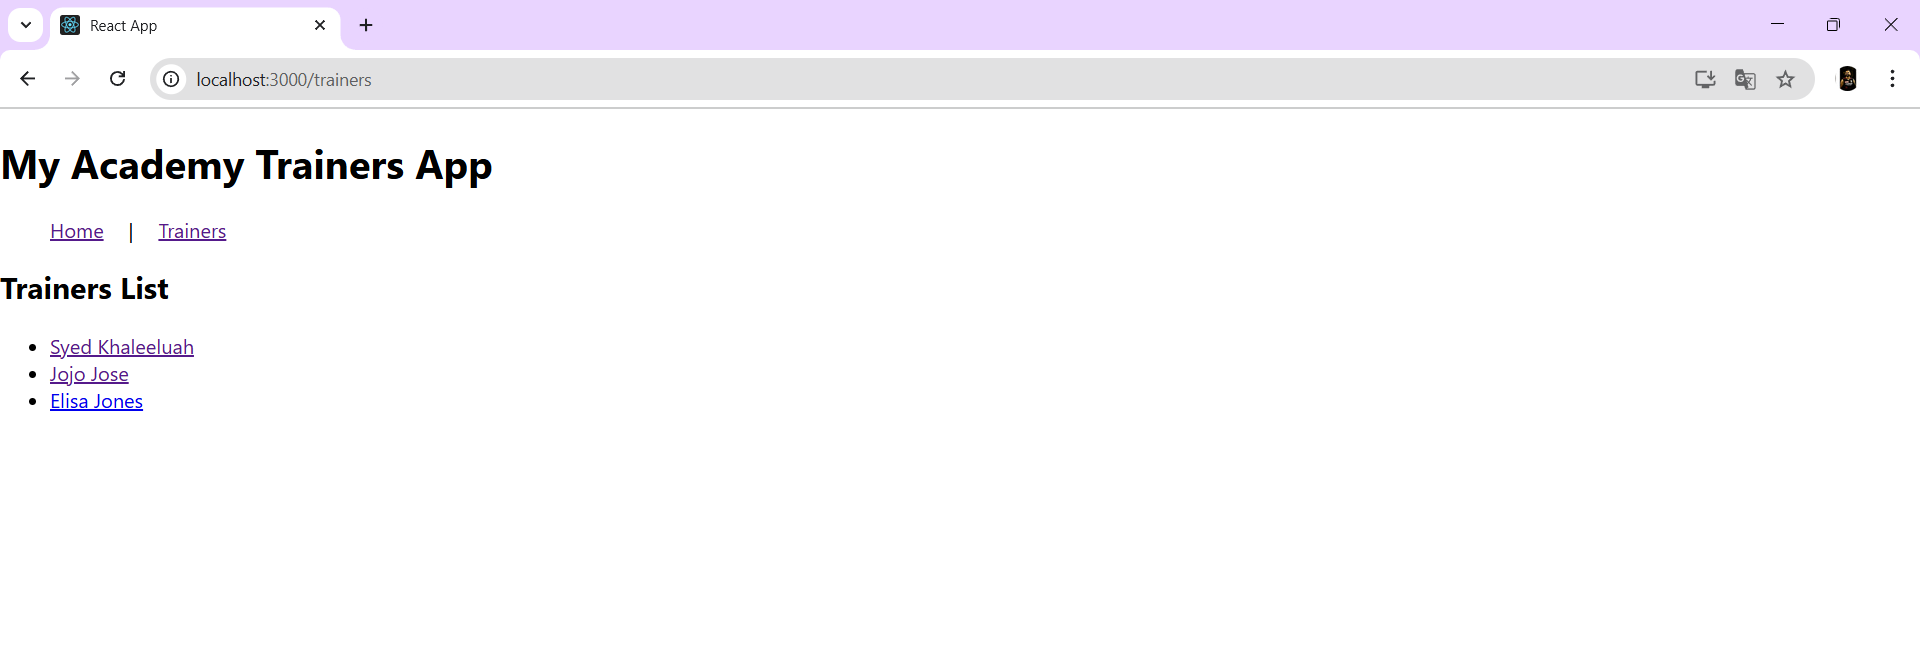 React App
localhost:3000/trainers
My Academy Trainers App
Home | Trainers
Trainers List
Syed Khaleeluah
Jojo Jose
Elisa Jones